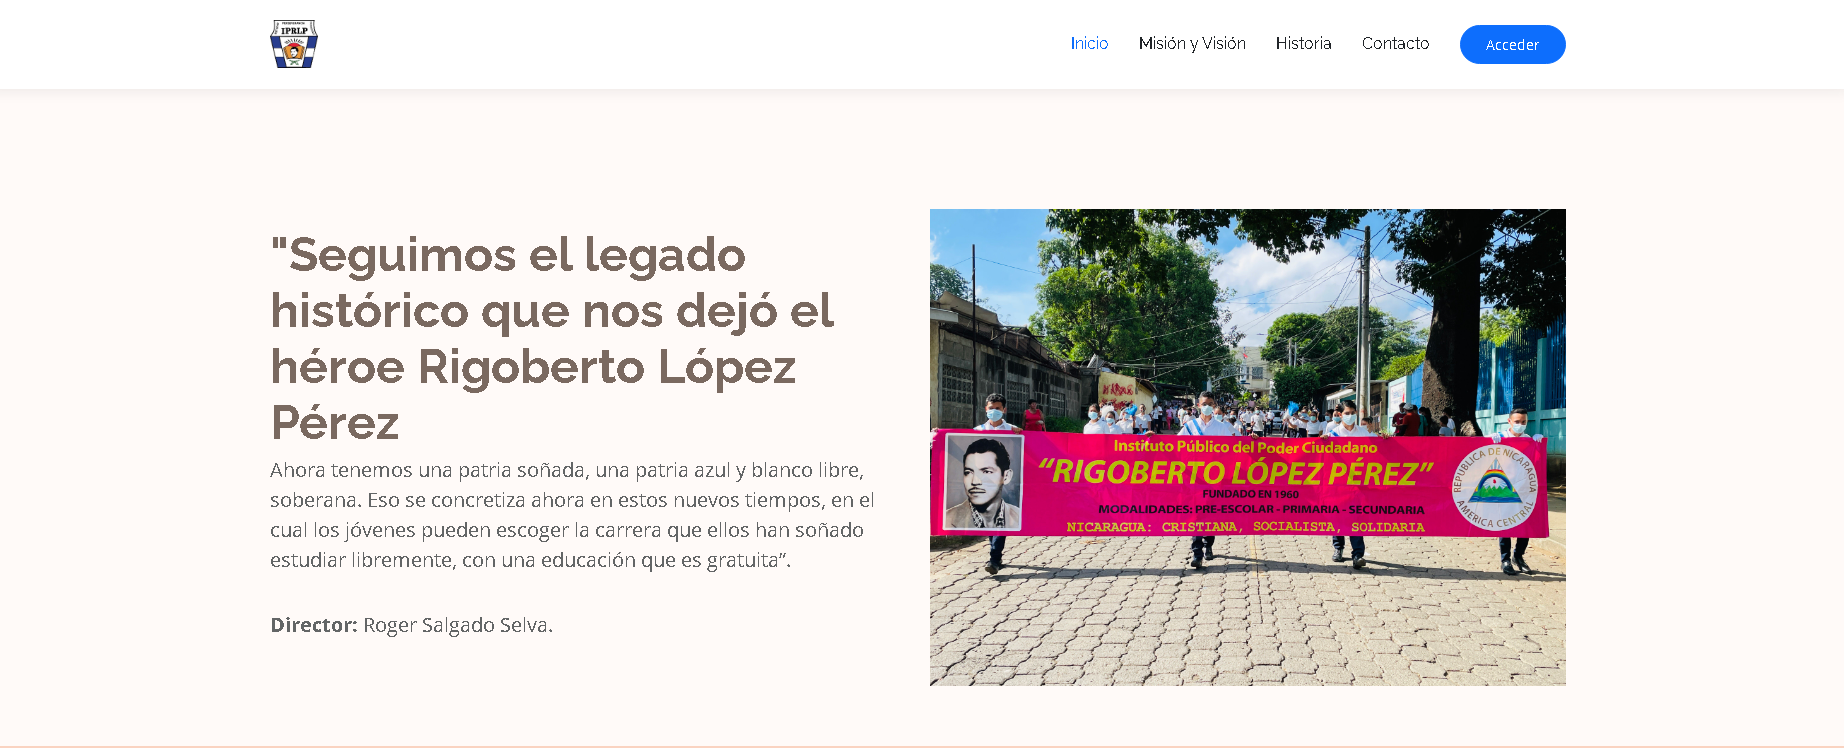 IPRLP
Inicio
Misión y Visión
Historia
Contacto
Acceder
"Seguimos el legado
histórico que nos dejó el
héroe Rigoberto López
Pérez
Ahora tenemos una patria soñada, una patria azul y blanco libre,
soberana. Eso se concretiza ahora en estos nuevos tiempos, en el
cual los jóvenes pueden escoger la carrera que ellos han soñado
estudiar libremente, con una educación que es gratuita”.
Director: Roger Salgado Selva.
Instituto Público del Poder Ciudadano
“RIGOBERTO LÓPEZ PÉREZ”
FUNDADO EN 1960
MODALIDADES: PRE-ESCOLAR - PRIMARIA - SECUNDARIA
NICARAGUA: CRISTIANA, SOCIALISTA, SOLIDARIA
REPUBLICA DE NICARAGUA
AMERICA CENTRAL